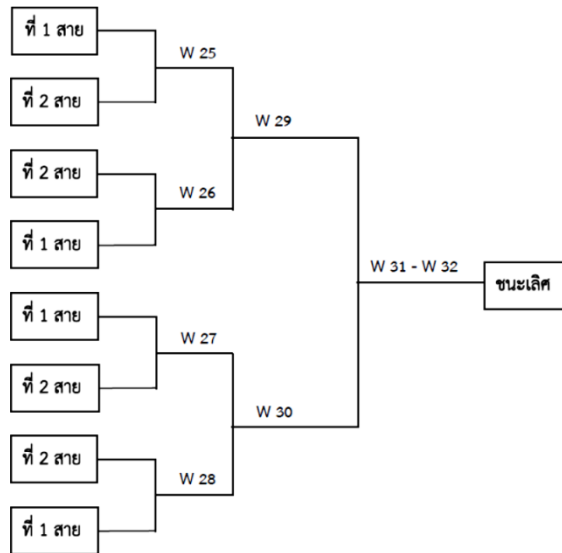 ที่ 1 สาย
W 25
ที่ 2 สาย
W 29
ที่ 2 สาย
W 26
ที่ 1 สาย
W 31 - W 32
ชนะเลิศ
ที่ 1 สาย
W 27
ที่ 2 สาย
W 30
ที่ 2 สาย
W 28
ที่ 1 สาย